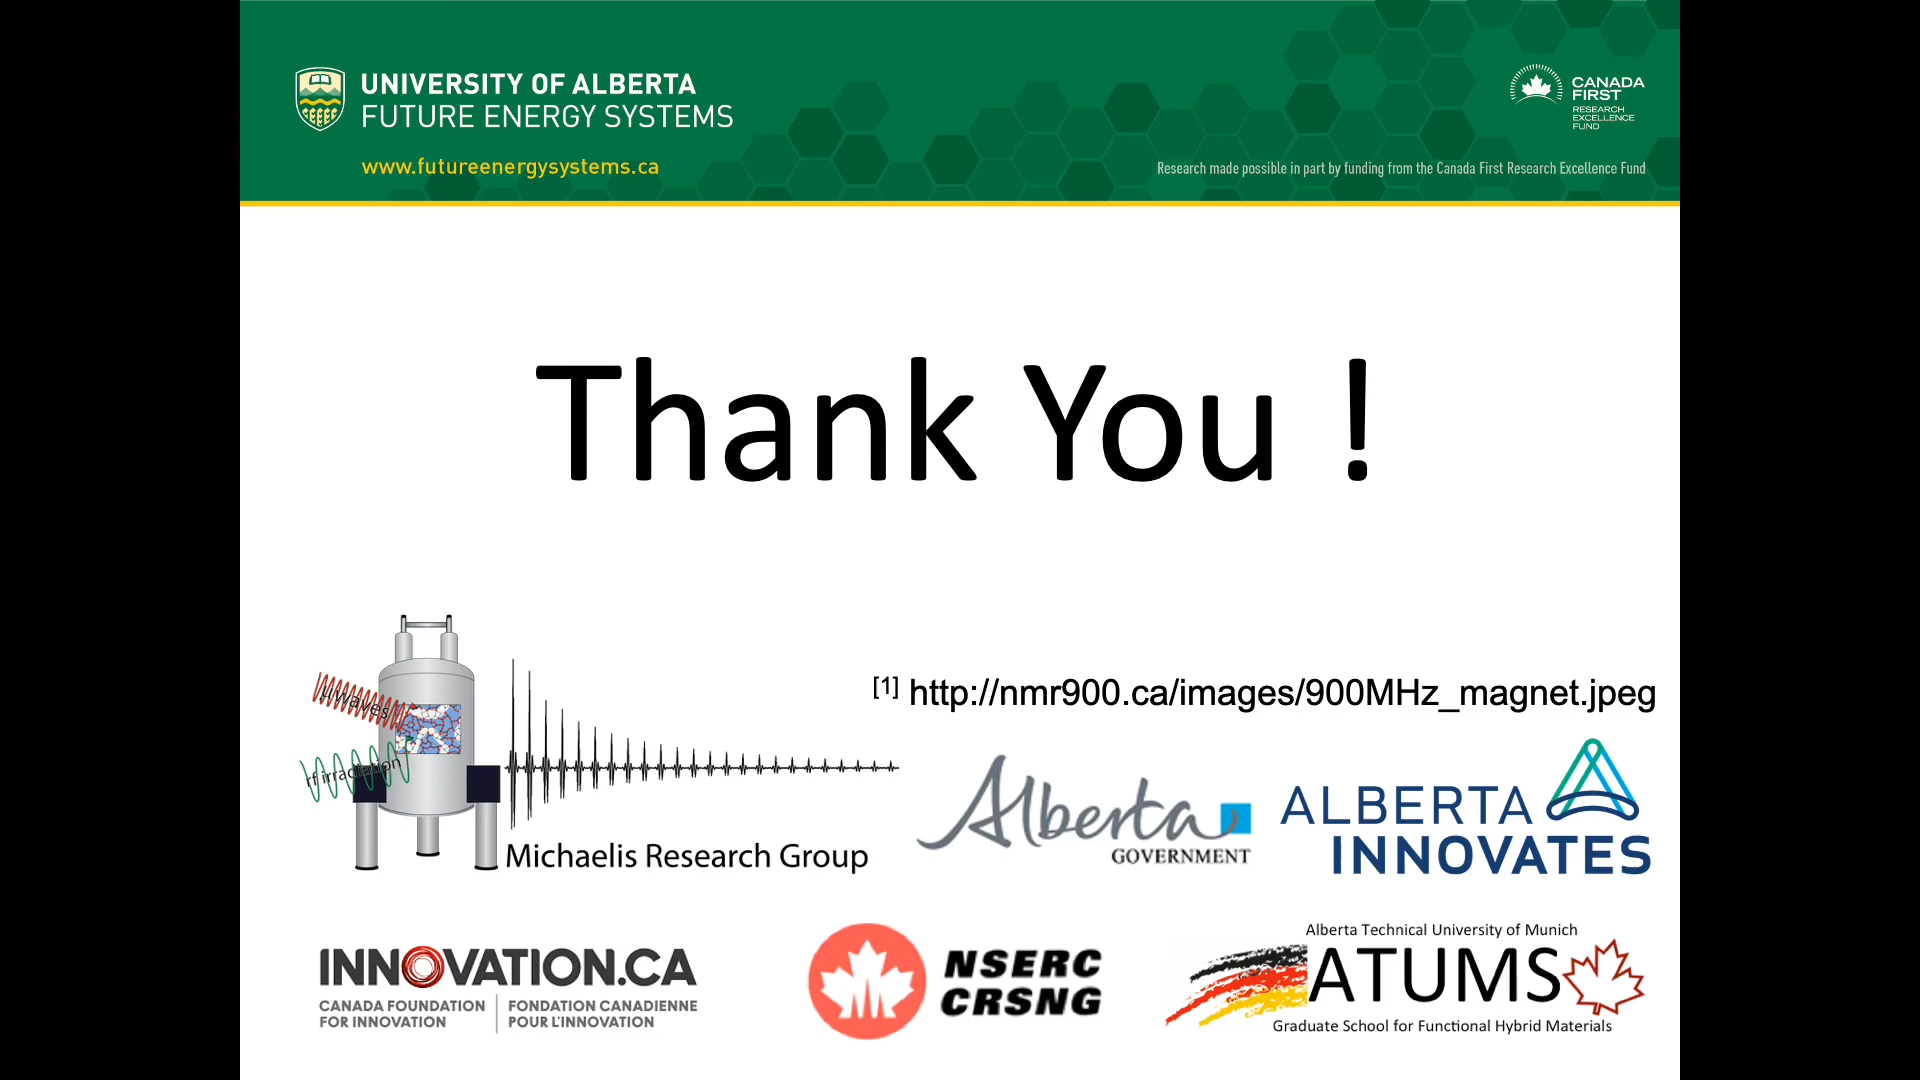 UNIVERSITY OF ALBERTA
FUTURE ENERGY SYSTEMS
www.futureenergysystems.ca
CANADA
FIRST
RESEARCH
EXCELLENCE
FUND
Research made possible in part by funding from the Canada First Research Excellence Fund
Thank You !
µwaves
rf irradiation
Michaelis Research Group
[1] http://nmr900.ca/images/900MHz_magnet.jpeg
Alberta
GOVERNMENT
ALBERTA
INNOVATES
INNOVATION.CA
CANADA FOUNDATION
FOR INNOVATION
FONDATION CANADIENNE
POUR L'INNOVATION
NSERC
CRSNG
Alberta Technical University of Munich
ATUMS
Graduate School for Functional Hybrid Materials